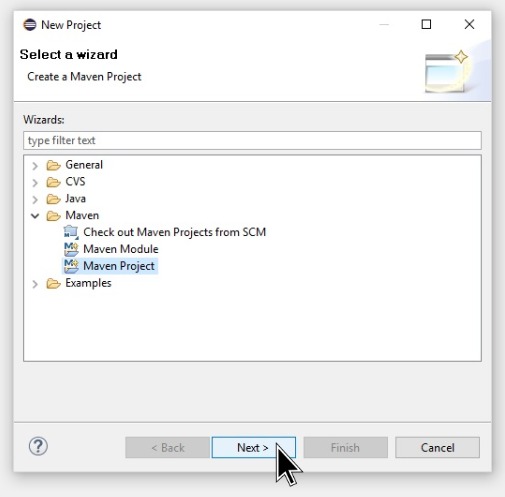 New Project
Select a wizard
Create a Maven Project
Wizards:
type filter text
General
CVS
Java
Maven
Check out Maven Projects from SCM
Maven Module
Maven Project
Examples
? < Back Next > Finish Cancel